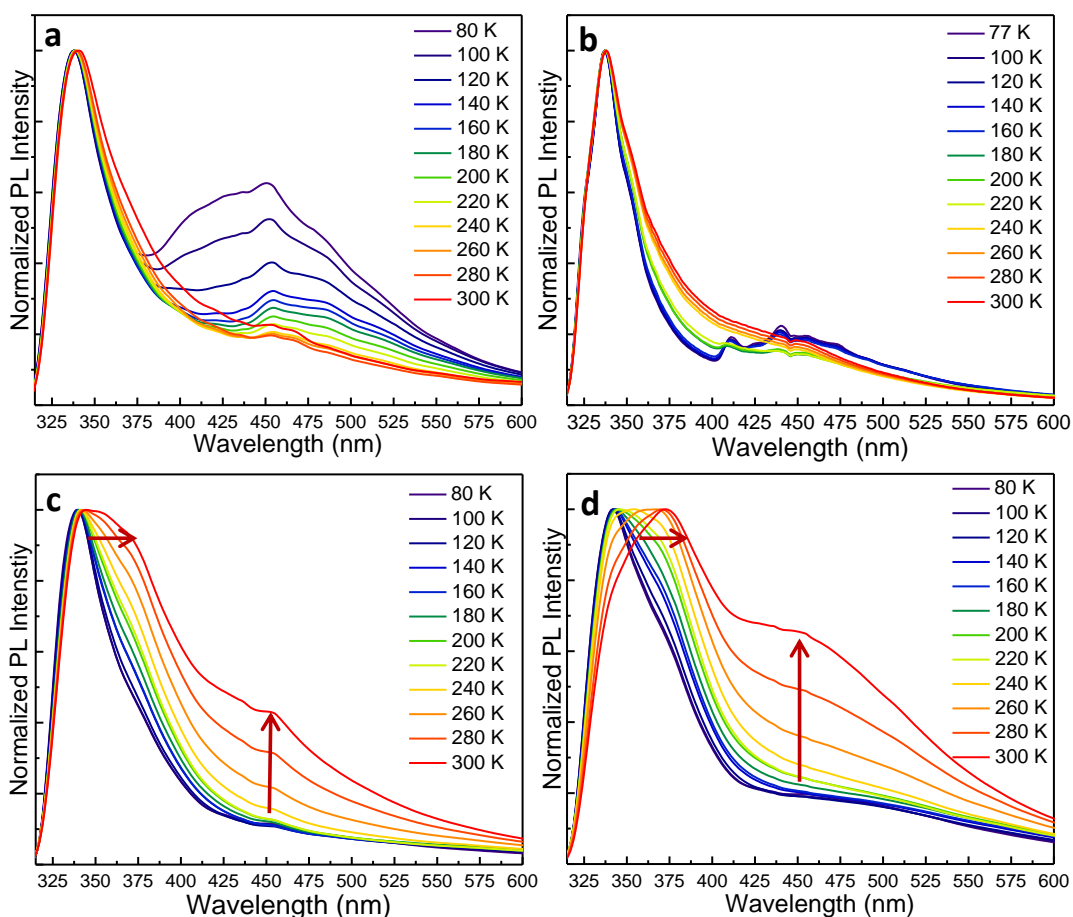 a
Normalized PL Intensity
80 K
100 K
120 K
140 K
160 K
180 K
200 K
220 K
240 K
260 K
280 K
300 K
325 350 375 400 425 450 475 500 525 550 575 600
Wavelength (nm)
b
Normalized PL Intenstiy
77 K
100 K
120 K
140 K
160 K
180 K
200 K
220 K
240 K
260 K
280 K
300 K
325 350 375 400 425 450 475 500 525 550 575 600
Wavelength (nm)
c
Normalized PL Intenstiy
80 K
100 K
120 K
140 K
160 K
180 K
200 K
220 K
240 K
260 K
280 K
300 K
325 350 375 400 425 450 475 500 525 550 575 600
Wavelength (nm)
d
Normalized PL Intenstiy
80 K
100 K
120 K
140 K
160 K
180 K
200 K
220 K
240 K
260 K
280 K
300 K
325 350 375 400 425 450 475 500 525 550 575 600
Wavelength (nm)